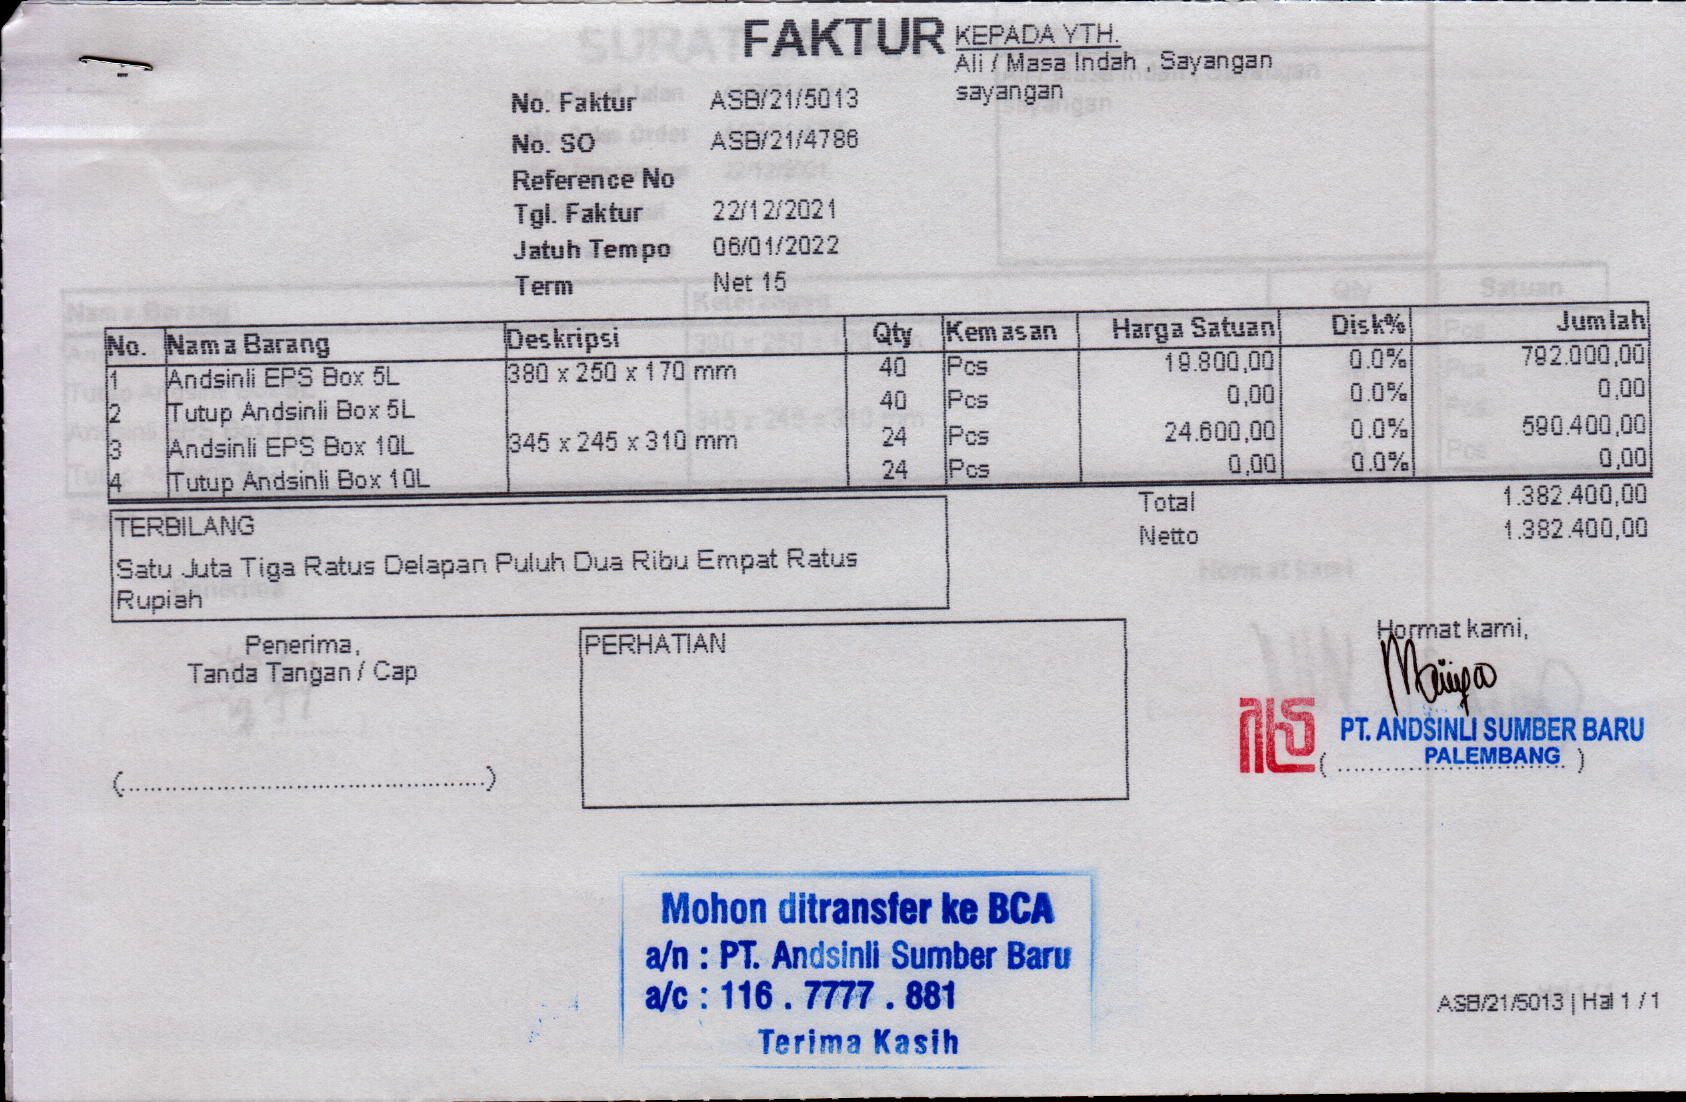 FAKTUR
KEPADA YTH.
Ali / Masa Indah , Sayangan
sayangan
No. Faktur ASB/21/5013
No. SO ASB/21/4786
Reference No
Tgl. Faktur 22/12/2021
Jatuh Tempo 06/01/2022
Term Net 15
No. Nama Barang Deskripsi Qty Kemasan Harga Satuan Disk% Jumlah
1 Andsinli EPS Box 5L 380 x 250 x 170 mm 40 Pcs 19.800,00 0.0% 792.000,00
2 Tutup Andsinli Box 5L 40 Pcs 0,00 0.0% 0,00
3 Andsinli EPS Box 10L 345 x 245 x 310 mm 24 Pcs 24.600,00 0.0% 590.400,00
4 Tutup Andsinli Box 10L 24 Pcs 0,00 0.0% 0,00
Total 1.382.400,00
Netto 1.382.400,00
TERBILANG
Satu Juta Tiga Ratus Delapan Puluh Dua Ribu Empat Ratus
Rupiah
Penerima,
Tanda Tangan / Cap
(................................................)
PERHATIAN
Hormat kami,
PT. ANDSINLI SUMBER BARU
PALEMBANG
Mohon ditransfer ke BCA
a/n : PT. Andsinli Sumber Baru
a/c : 116 . 7777 . 881
Terima Kasih
ASB/21/5013 | Hal 1 / 1